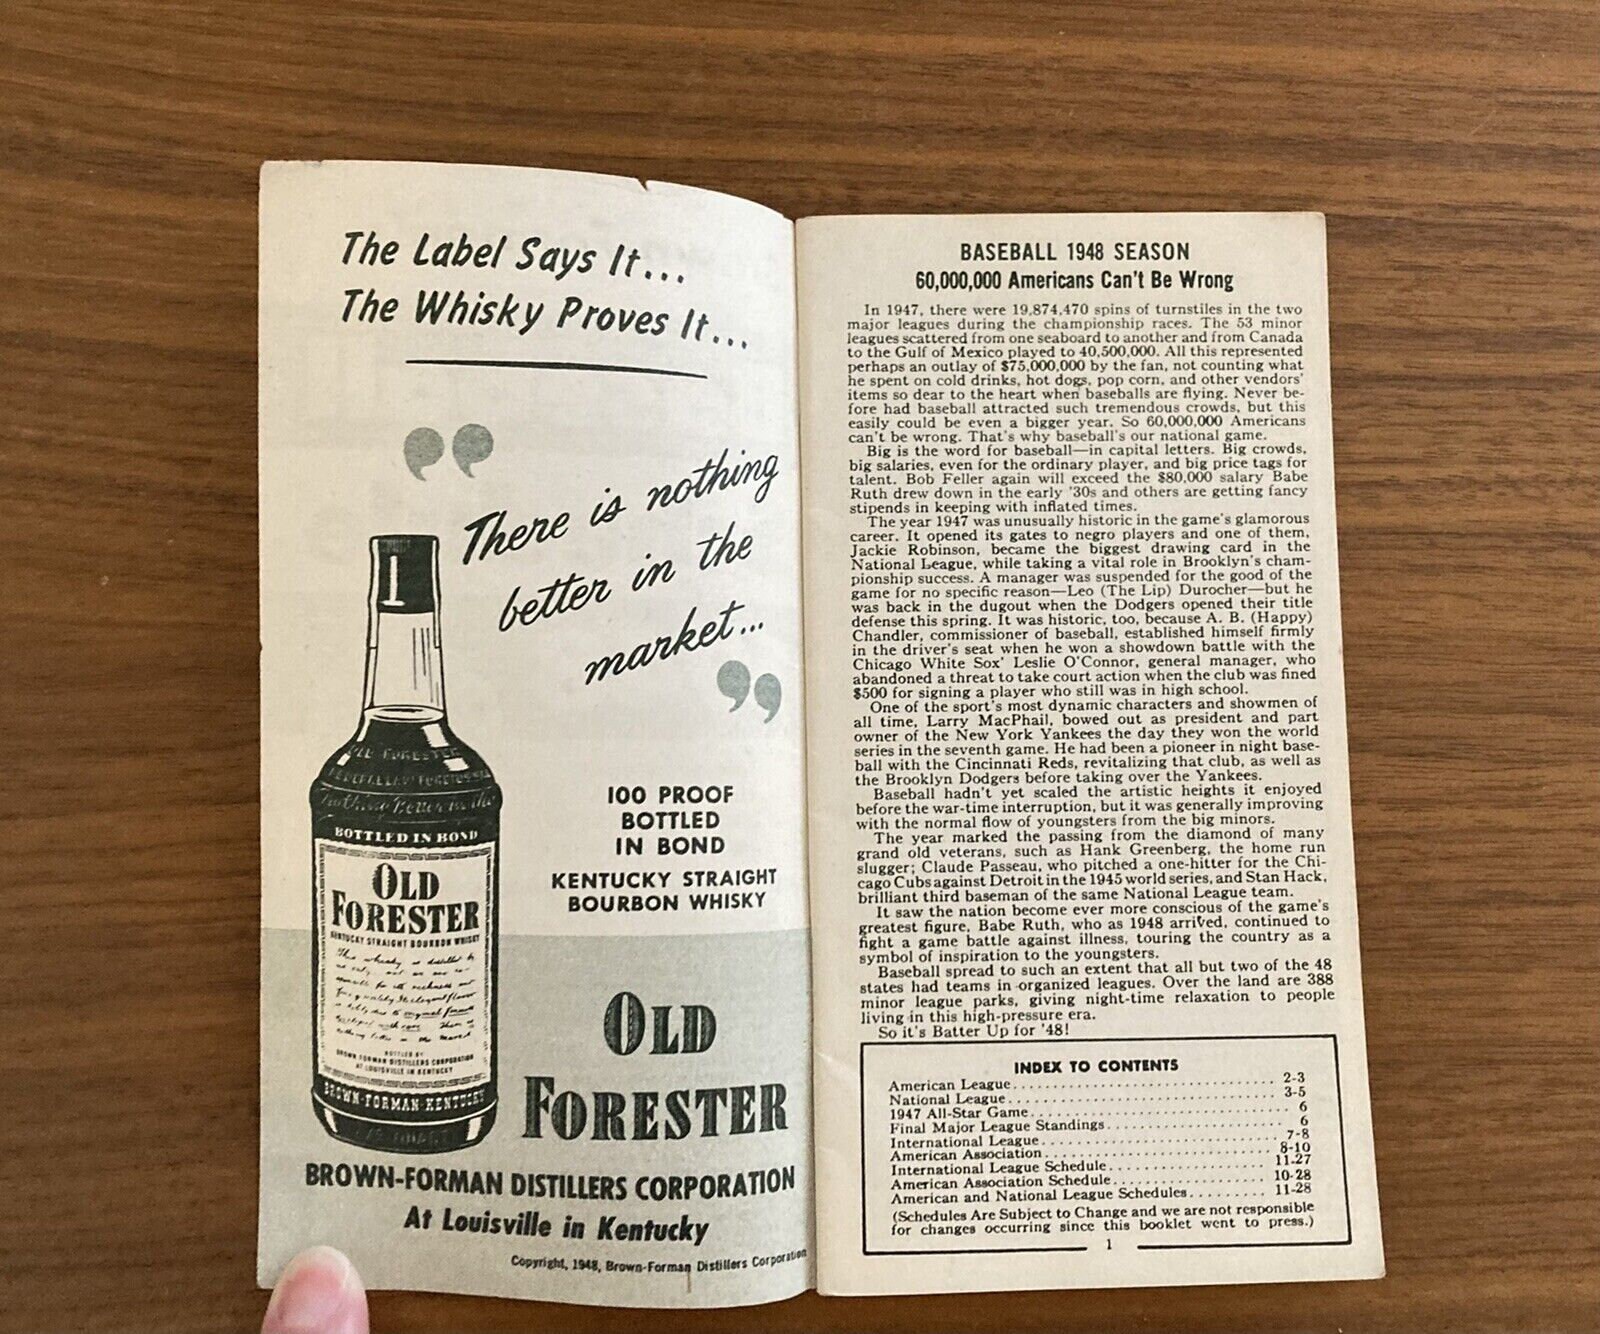 The Label Says It...
The Whisky Proves It...
"There is nothing
better in the
market..."
100 PROOF
BOTTLED
IN BOND
KENTUCKY STRAIGHT
BOURBON WHISKY
BOTTLED IN BOND
OLD
FORESTER
KENTUCKY STRAIGHT BOURBON WHISKY
This whisky is distilled by
BOTTLED BY
BROWN-FORMAN DISTILLERS CORPORATION
AT LOUISVILLE IN KENTUCKY
BROWN-FORMAN-KENTUCKY
OLD
FORESTER
BROWN-FORMAN DISTILLERS CORPORATION
At Louisville in Kentucky
Copyright, 1948, Brown-Forman Distillers Corporation
BASEBALL 1948 SEASON
60,000,000 Americans Can't Be Wrong
In 1947, there were 19,874,470 spins of turnstiles in the two
major leagues during the championship races. The 53 minor
leagues scattered from one seaboard to another and from Canada
to the Gulf of Mexico played to 40,500,000. All this represented
perhaps an outlay of $75,000,000 by the fan, not counting what
he spent on cold drinks, hot dogs, pop corn, and other vendors'
items so dear to the heart when baseballs are flying. Never be-
fore had baseball attracted such tremendous crowds, but this
easily could be even a bigger year. So 60,000,000 Americans
can't be wrong. That's why baseball's our national game.
Big is the word for baseball—in capital letters. Big crowds,
big salaries, even for the ordinary player, and big price tags for
talent. Bob Feller again will exceed the $80,000 salary Babe
Ruth drew down in the early '30s and others are getting fancy
stipends in keeping with inflated times.
The year 1947 was unusually historic in the game's glamorous
career. It opened its gates to negro players and one of them,
Jackie Robinson, became the biggest drawing card in the
National League, while taking a vital role in Brooklyn's cham-
pionship success. A manager was suspended for the good of the
game for no specific reason—Leo (The Lip) Durocher—but he
was back in the dugout when the Dodgers opened their title
defense this spring. It was historic, too, because A. B. (Happy)
Chandler, commissioner of baseball, established himself firmly
in the driver's seat when he won a showdown battle with the
Chicago White Sox' Leslie O'Connor, general manager, who
abandoned a threat to take court action when the club was fined
$500 for signing a player who still was in high school.
One of the sport's most dynamic characters and showmen of
all time, Larry MacPhail, bowed out as president and part
owner of the New York Yankees the day they won the world
series in the seventh game. He had been a pioneer in night base-
ball with the Cincinnati Reds, revitalizing that club, as well as
the Brooklyn Dodgers before taking over the Yankees.
Baseball hadn't yet scaled the artistic heights it enjoyed
before the war-time interruption, but it was generally improving
with the normal flow of youngsters from the big minors.
The year marked the passing from the diamond of many
grand old veterans, such as Hank Greenberg, the home run
slugger; Claude Passeau, who pitched a one-hitter for the Chi-
cago Cubs against Detroit in the 1945 world series, and Stan Hack,
brilliant third baseman of the same National League team.
It saw the nation become ever more conscious of the game's
greatest figure, Babe Ruth, who as 1948 arrived, continued to
fight a game battle against illness, touring the country as a
symbol of inspiration to the youngsters.
Baseball spread to such an extent that all but two of the 48
states had teams in organized leagues. Over the land are 388
minor league parks, giving night-time relaxation to people
living in this high-pressure era.
So it's Batter Up for '48!
INDEX TO CONTENTS
American League.......... 2-3
National League.......... 3-5
1947 All-Star Game.......... 6
Final Major League Standings.......... 6
International League.......... 7-8
American Association.......... 8-10
International League Schedule.......... 11-27
American Association Schedule.......... 10-28
American and National League Schedules.......... 11-28
(Schedules Are Subject to Change and we are not responsible
for changes occurring since this booklet went to press.)
1